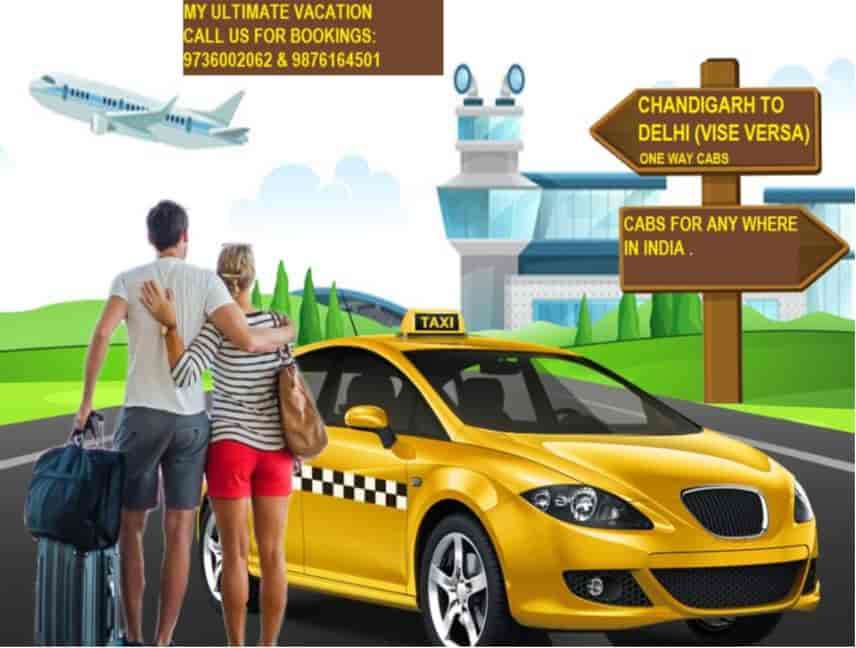 MY ULTIMATE VACATION
CALL US FOR BOOKINGS:
9736002062 & 9876164501
CHANDIGARH TO
DELHI (VISE VERSA)
ONE WAY CABS
CABS FOR ANY WHERE
IN INDIA .
TAXI